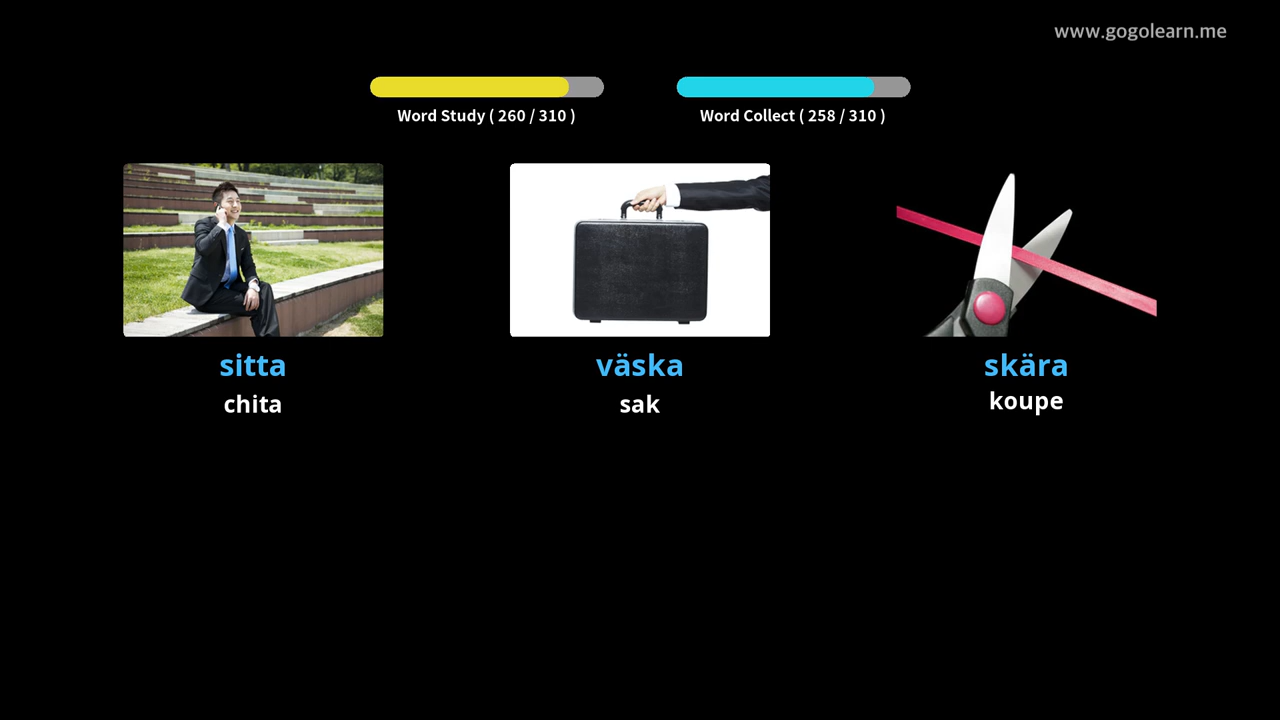 www.gogolearn.me
Word Study ( 260 / 310 )
Word Collect ( 258 / 310 )
sitta
chita
väska
sak
skära
koupe